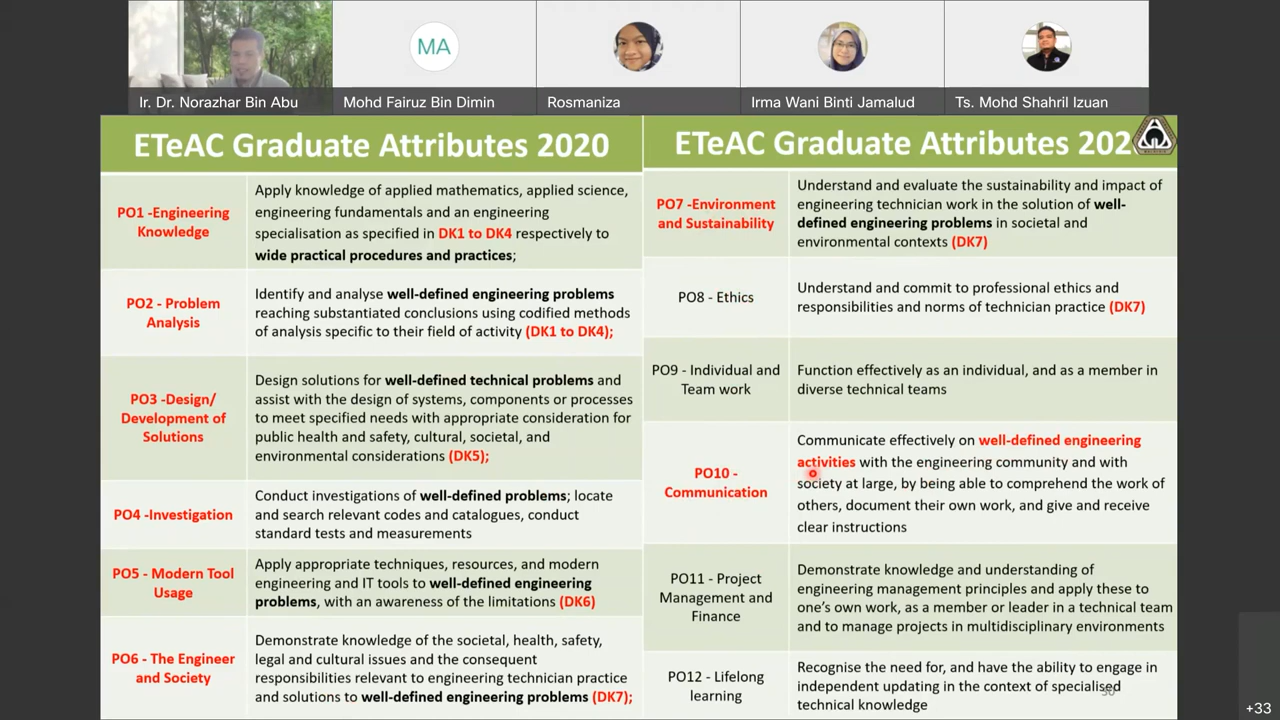 MA
Ir. Dr. Norazhar Bin Abu
Mohd Fairuz Bin Dimin
Rosmaniza
Irma Wani Binti Jamalud
Ts. Mohd Shahril Izuan
ETeAC Graduate Attributes 2020
PO1 -Engineering
Knowledge
Apply knowledge of applied mathematics, applied science,
engineering fundamentals and an engineering
specialisation as specified in DK1 to DK4 respectively to
wide practical procedures and practices;
PO2 - Problem
Analysis
Identify and analyse well-defined engineering problems
reaching substantiated conclusions using codified methods
of analysis specific to their field of activity (DK1 to DK4);
PO3 -Design/
Development of
Solutions
Design solutions for well-defined technical problems and
assist with the design of systems, components or processes
to meet specified needs with appropriate consideration for
public health and safety, cultural, societal, and
environmental considerations (DK5);
PO4 -Investigation
Conduct investigations of well-defined problems; locate
and search relevant codes and catalogues, conduct
standard tests and measurements
PO5 - Modern Tool
Usage
Apply appropriate techniques, resources, and modern
engineering and IT tools to well-defined engineering
problems, with an awareness of the limitations (DK6)
PO6 - The Engineer
and Society
Demonstrate knowledge of the societal, health, safety,
legal and cultural issues and the consequent
responsibilities relevant to engineering technician practice
and solutions to well-defined engineering problems (DK7);
ETeAC Graduate Attributes 202
PO7 -Environment
and Sustainability
Understand and evaluate the sustainability and impact of
engineering technician work in the solution of well-
defined engineering problems in societal and
environmental contexts (DK7)
PO8 - Ethics
Understand and commit to professional ethics and
responsibilities and norms of technician practice (DK7)
PO9 - Individual and
Team work
Function effectively as an individual, and as a member in
diverse technical teams
PO10 -
Communication
Communicate effectively on well-defined engineering
activities with the engineering community and with
society at large, by being able to comprehend the work of
others, document their own work, and give and receive
clear instructions
PO11 - Project
Management and
Finance
Demonstrate knowledge and understanding of
engineering management principles and apply these to
one's own work, as a member or leader in a technical team
and to manage projects in multidisciplinary environments
PO12 - Lifelong
learning
Recognise the need for, and have the ability to engage in
independent updating in the context of specialised
technical knowledge
+33